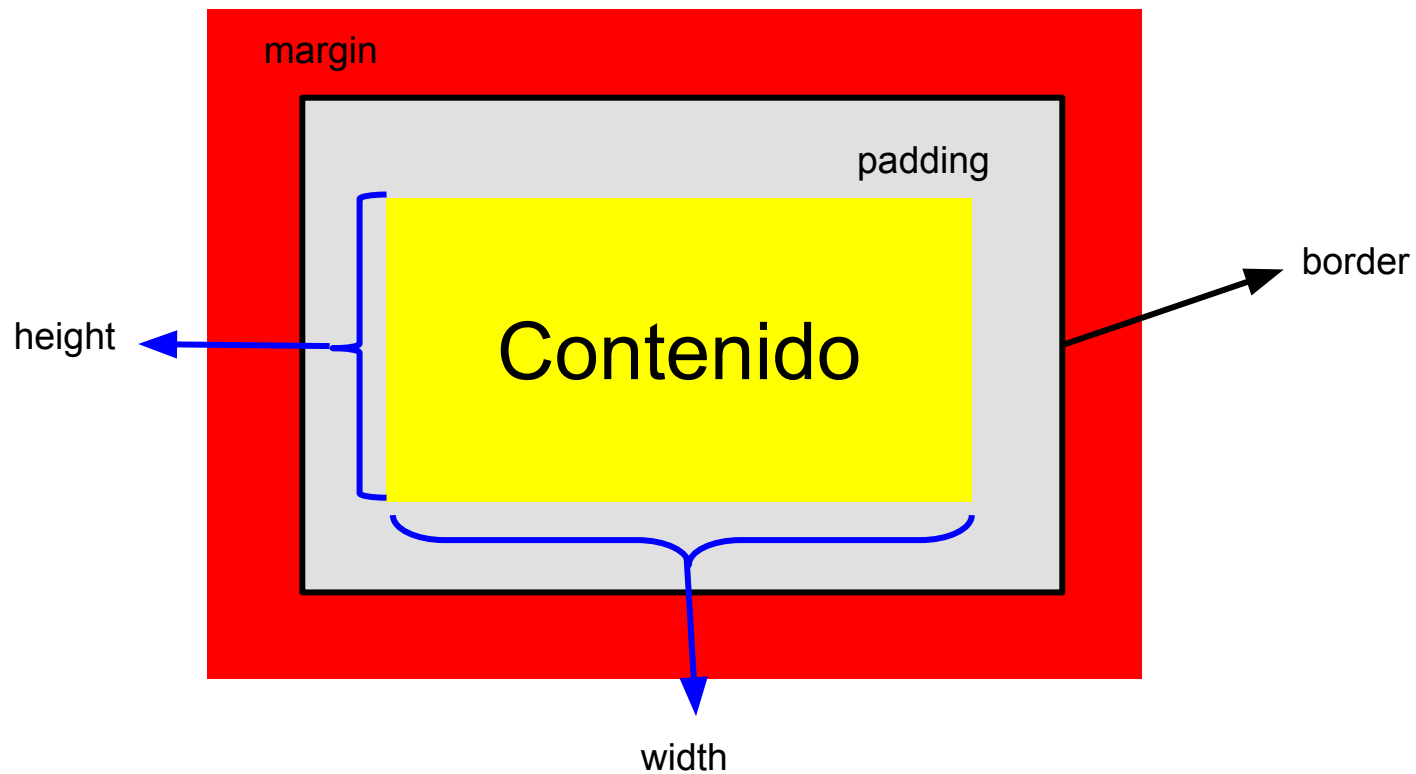 margin
padding
border
height
Contenido
width